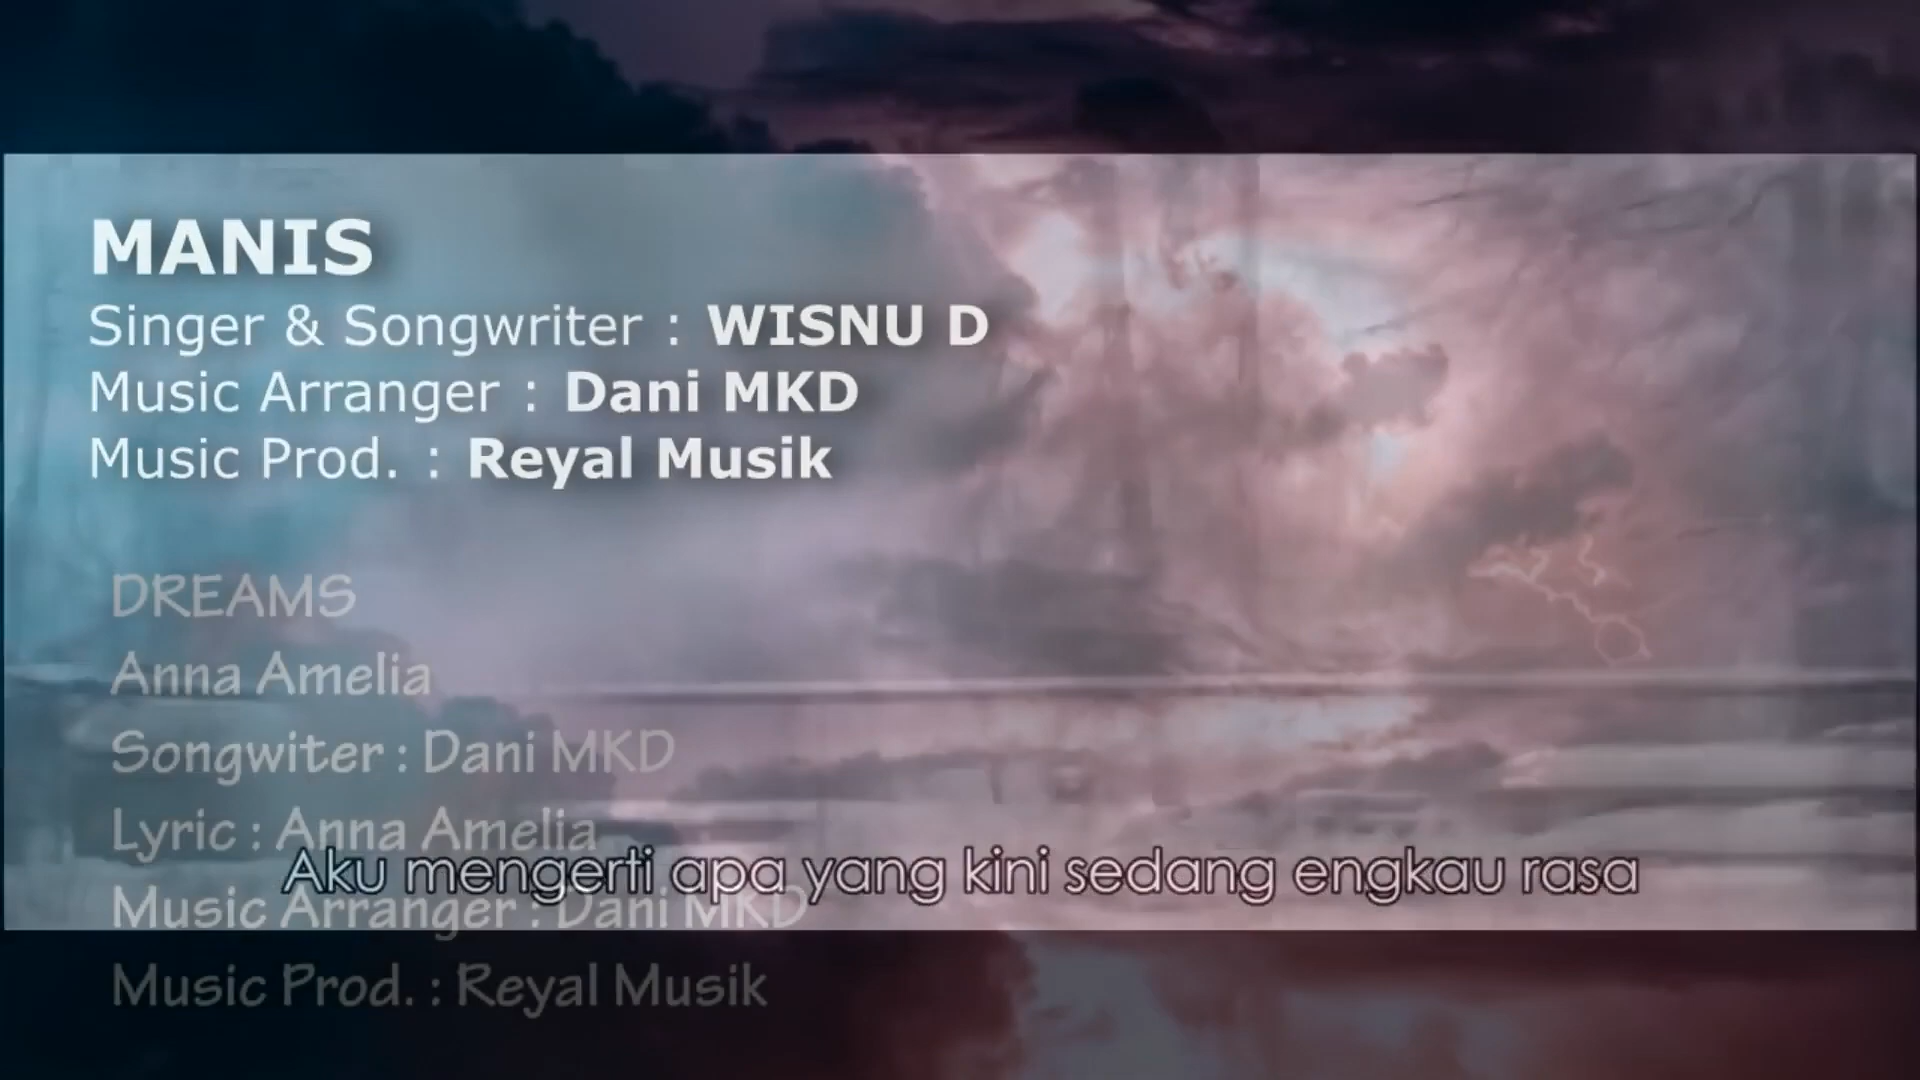 MANIS
Singer & Songwriter : WISNU D
Music Arranger : Dani MKD
Music Prod. : Reyal Musik
DREAMS
Anna Amelia
Songwiter : Dani MKD
Lyric : Anna Amelia
Aku mengerti apa yang kini sedang engkau rasa
Music Arranger : Dani MKD
Music Prod. : Reyal Musik